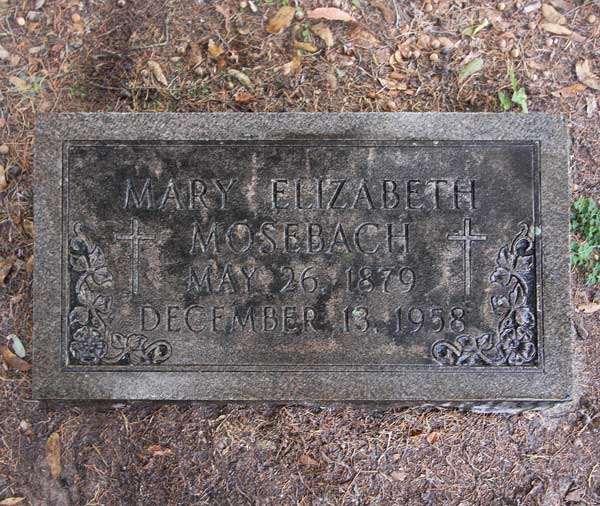 MARY ELIZABETH
MOSEBACH
MAY 26, 1879
DECEMBER 13, 1958